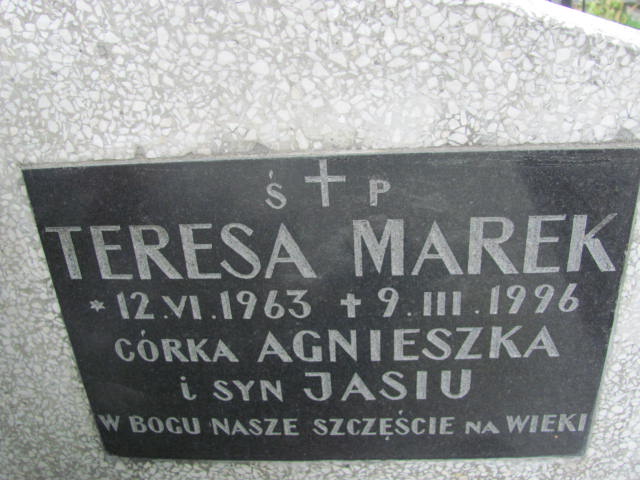 Ś † P
TERESA MAREK
* 12.VI.1963 † 9.III.1996
CÓRKA AGNIESZKA
i SYN JASIU
W BOGU NASZE SZCZĘŚCIE NA WIEKI